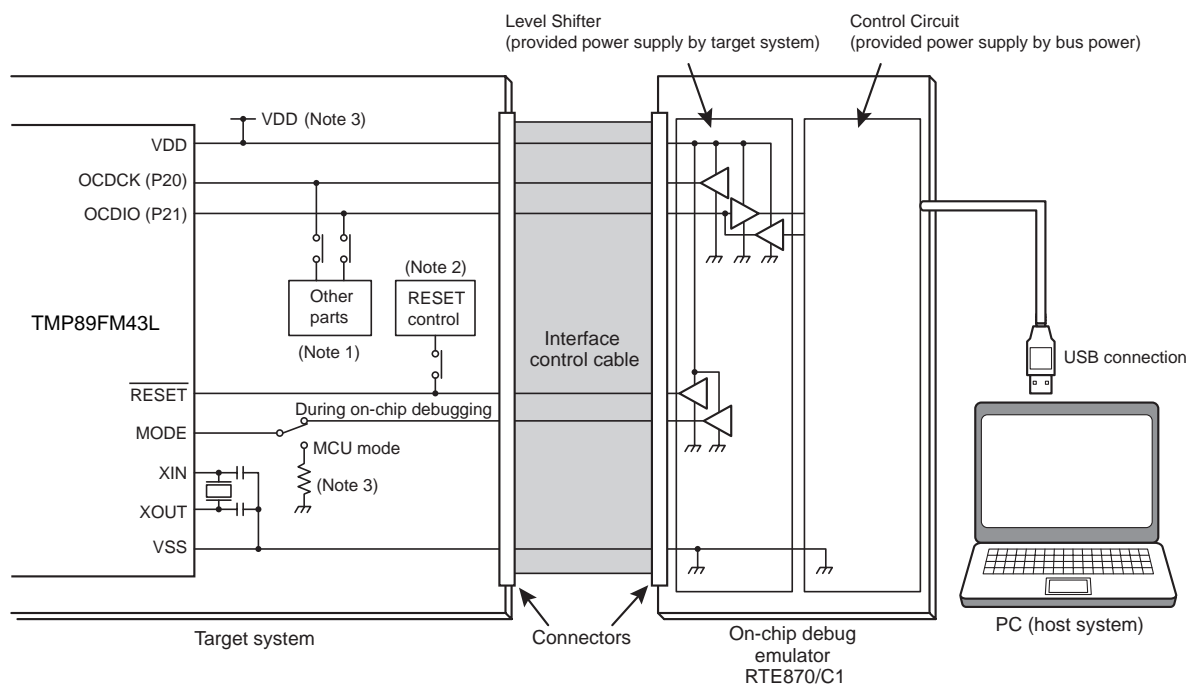 Level Shifter
(provided power supply by target system)
Control Circuit
(provided power supply by bus power)
VDD (Note 3)
VDD
OCDCK (P20)
OCDIO (P21)
(Note 2)
Other
parts
RESET
control
TMP89FM43L
(Note 1)
Interface
control cable
USB connection
RESET
During on-chip debugging
MODE
MCU mode
XIN
(Note 3)
XOUT
VSS
Target system
Connectors
On-chip debug
emulator
RTE870/C1
PC (host system)